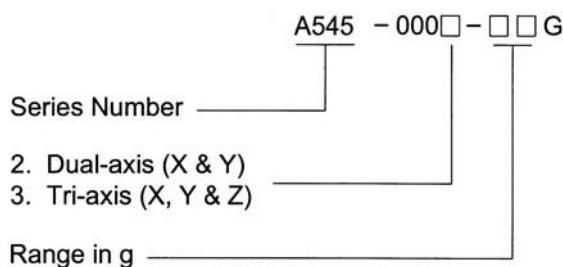 A545 - 000□ - □□ G
Series Number
2. Dual-axis (X & Y)
3. Tri-axis (X, Y & Z)
Range in g